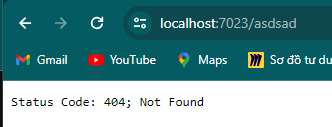 localhost:7023/asdsad
Gmail
YouTube
Maps
Sơ đồ tư du
Status Code: 404; Not Found